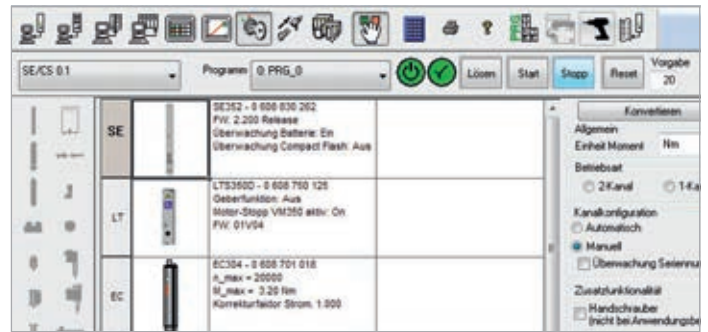 PRG
SE/CS 0.1
Programm
0: PRG_0
Lösen
Start
Stopp
Reset
Vorgabe
20
SE
SE352 - 0 608 830 262
FW: 2.200 Release
Überwachung Batterie: Ein
Überwachung Compact Flash: Aus
LT
LTS350D - 0 608 750 125
Geberfunktion: Aus
Motor-Stopp VM350 aktiv: On
FW: 01V04
EC
EC304 - 0 608 701 018
n_max = 20000
M_max = 3.20 Nm
Korrekturfaktor Strom: 1.000
Konvertieren
Allgemein
Einheit Moment
Nm
Betriebsart
2-Kanal
Kanalkonfiguration
Automatisch
Manuell
Überwachung
Zusatzfunktionalität
Handschrauber
(nicht bei